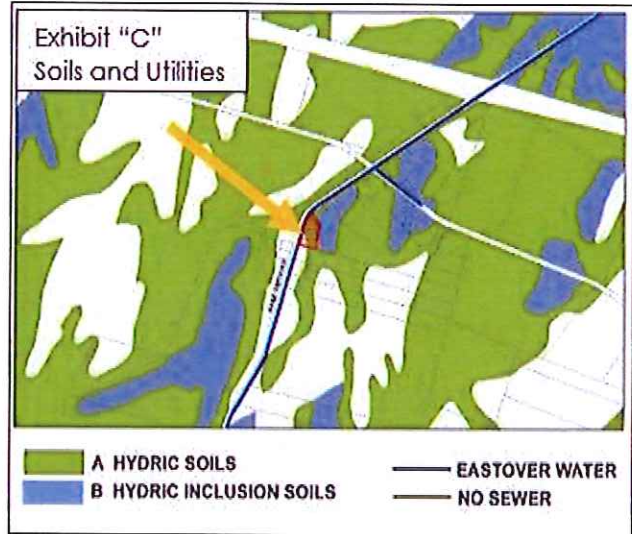 Exhibit "C"
Soils and Utilities
A HYDRIC SOILS
B HYDRIC INCLUSION SOILS
EASTOVER WATER
NO SEWER